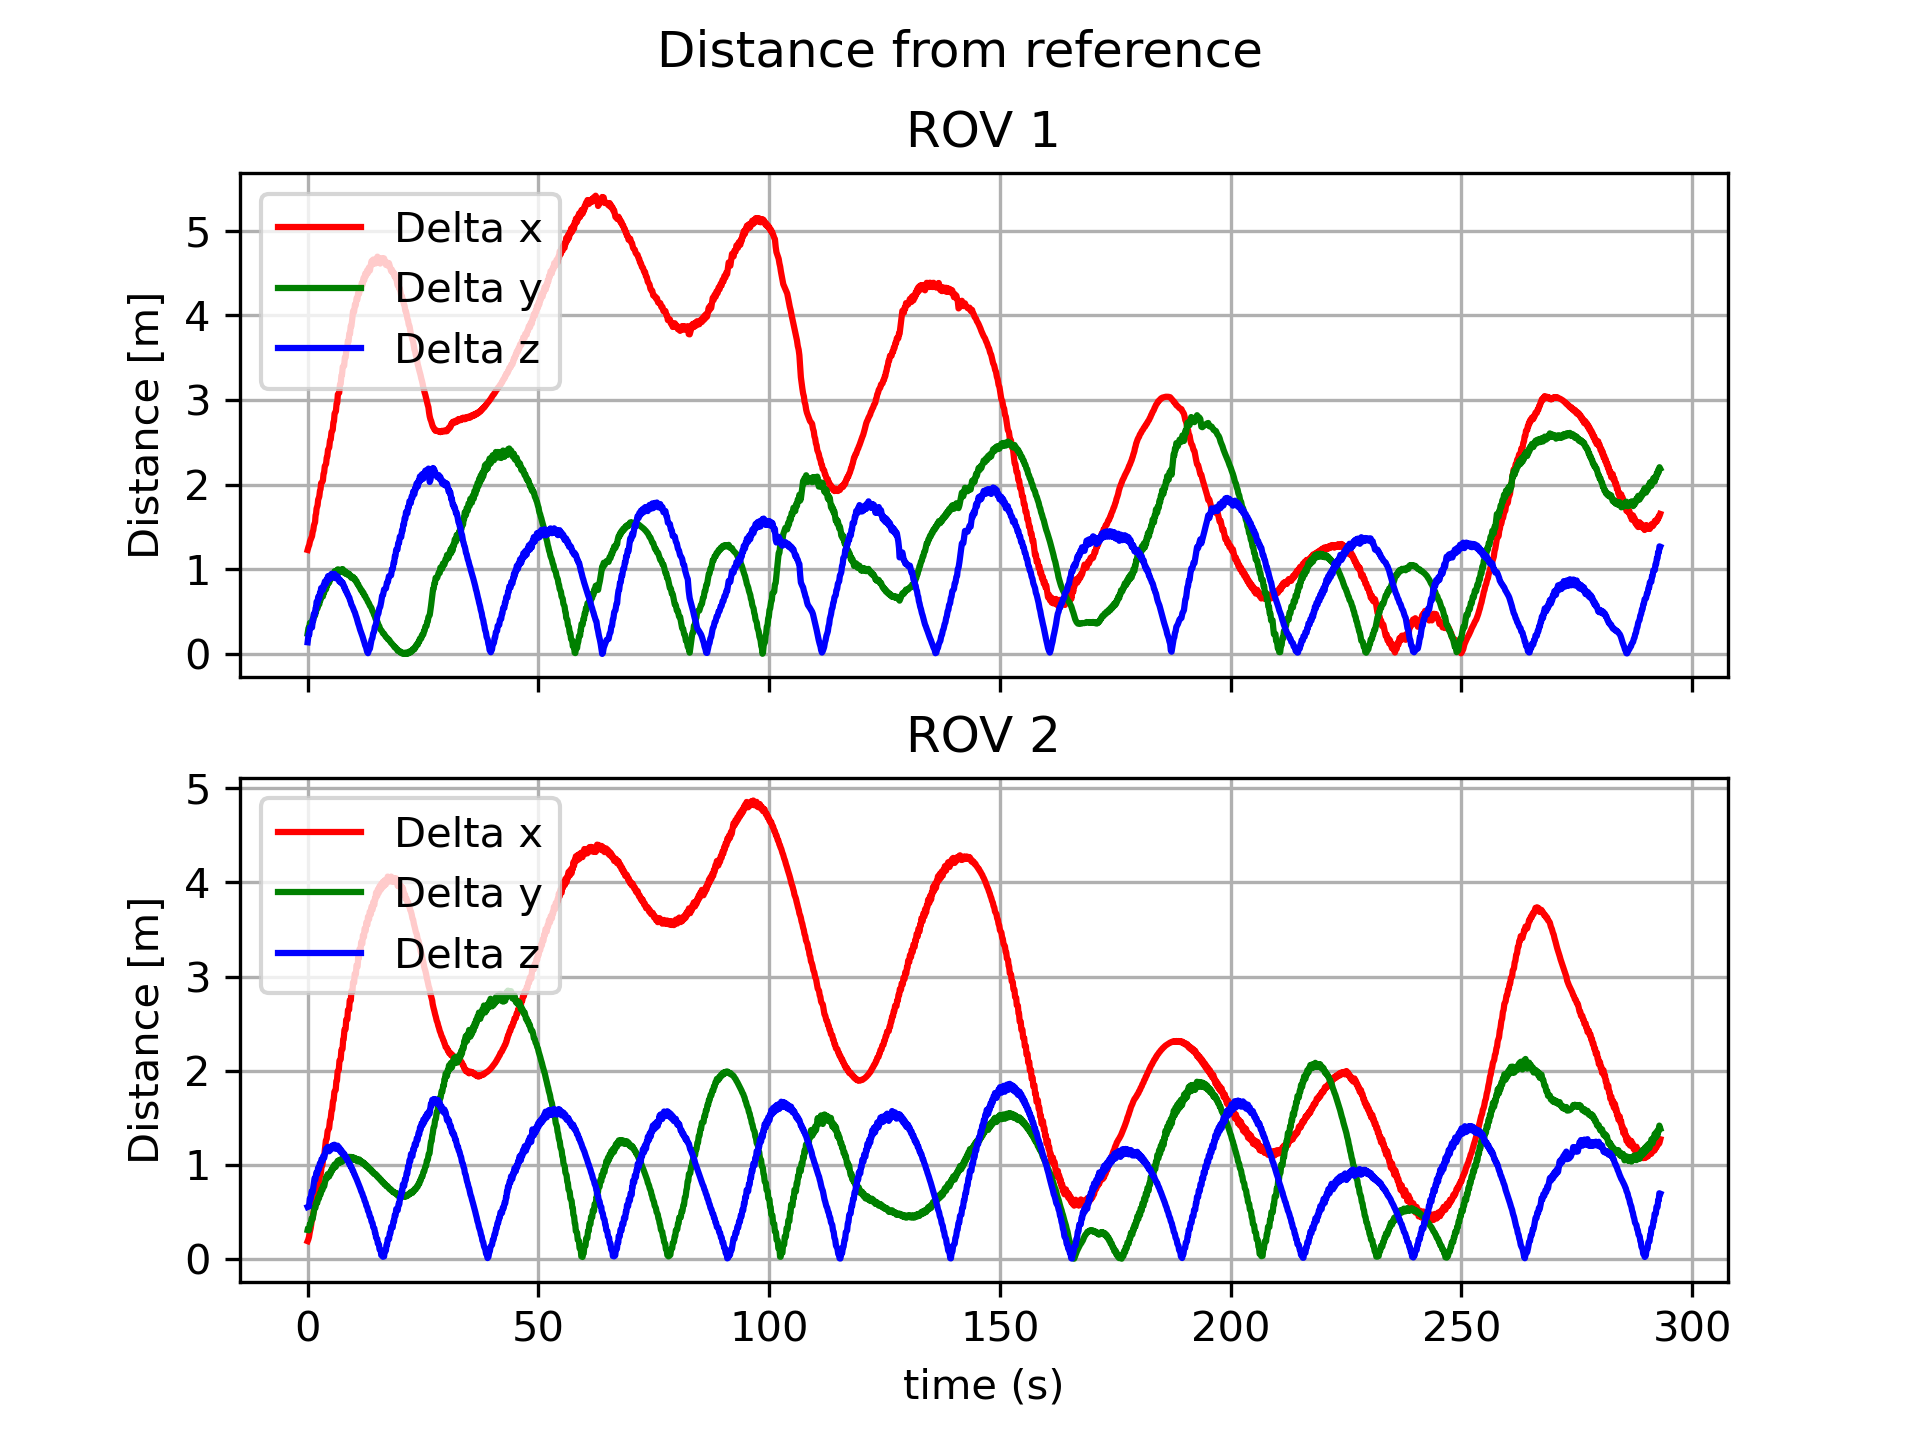 Distance from reference
ROV 1
Distance [m]
5
4
3
2
1
0
Delta x
Delta y
Delta z
ROV 2
Distance [m]
5
4
3
2
1
0
Delta x
Delta y
Delta z
0 50 100 150 200 250 300
time (s)